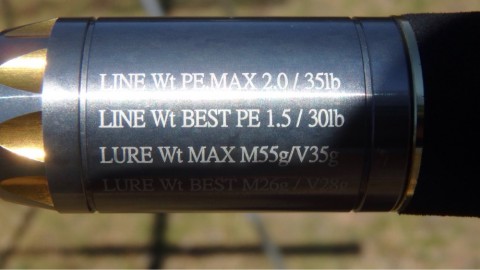 LINE Wt PE MAX 2.0 / 35lb
LINE Wt BEST PE 1.5 / 30lb
LURE Wt MAX M55g/V35g
LURE Wt BEST M26g / V28g